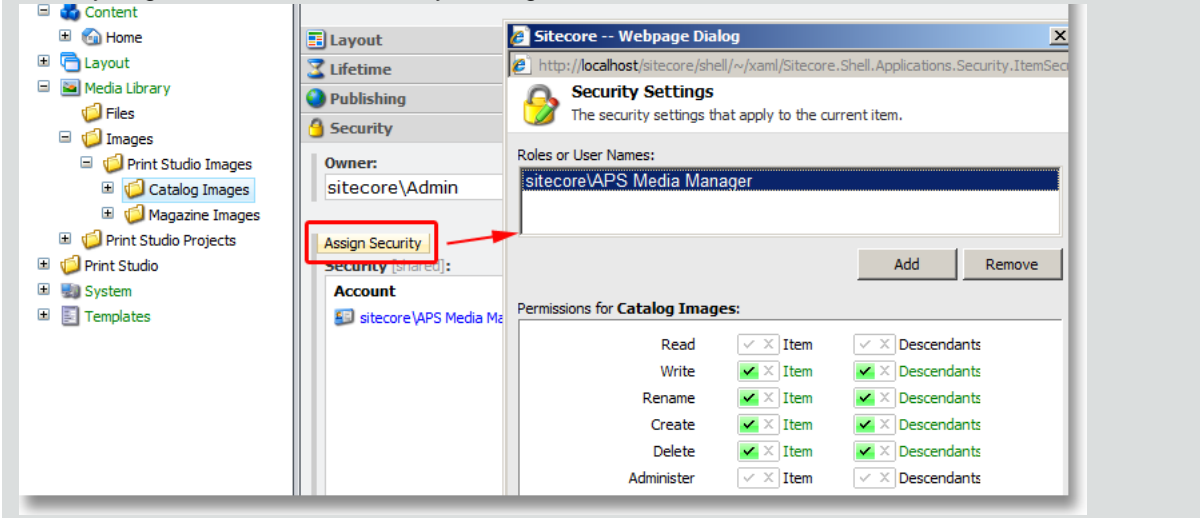 Content
Home
Layout
Media Library
Files
Images
Print Studio Images
Catalog Images
Magazine Images
Print Studio Projects
Print Studio
System
Templates
Layout
Lifetime
Publishing
Security
Owner:
sitecore\Admin
Assign Security
Security [shared]:
Account
sitecore\APS Media Ma
Sitecore -- Webpage Dialog
http://localhost/sitecore/shell/~/xaml/Sitecore.Shell.Applications.Security.ItemSec
Security Settings
The security settings that apply to the current item.
Roles or User Names:
sitecore\APS Media Manager
Add Remove
Permissions for Catalog Images:
Read Item Descendants
Write Item Descendants
Rename Item Descendants
Create Item Descendants
Delete Item Descendants
Administer Item Descendants